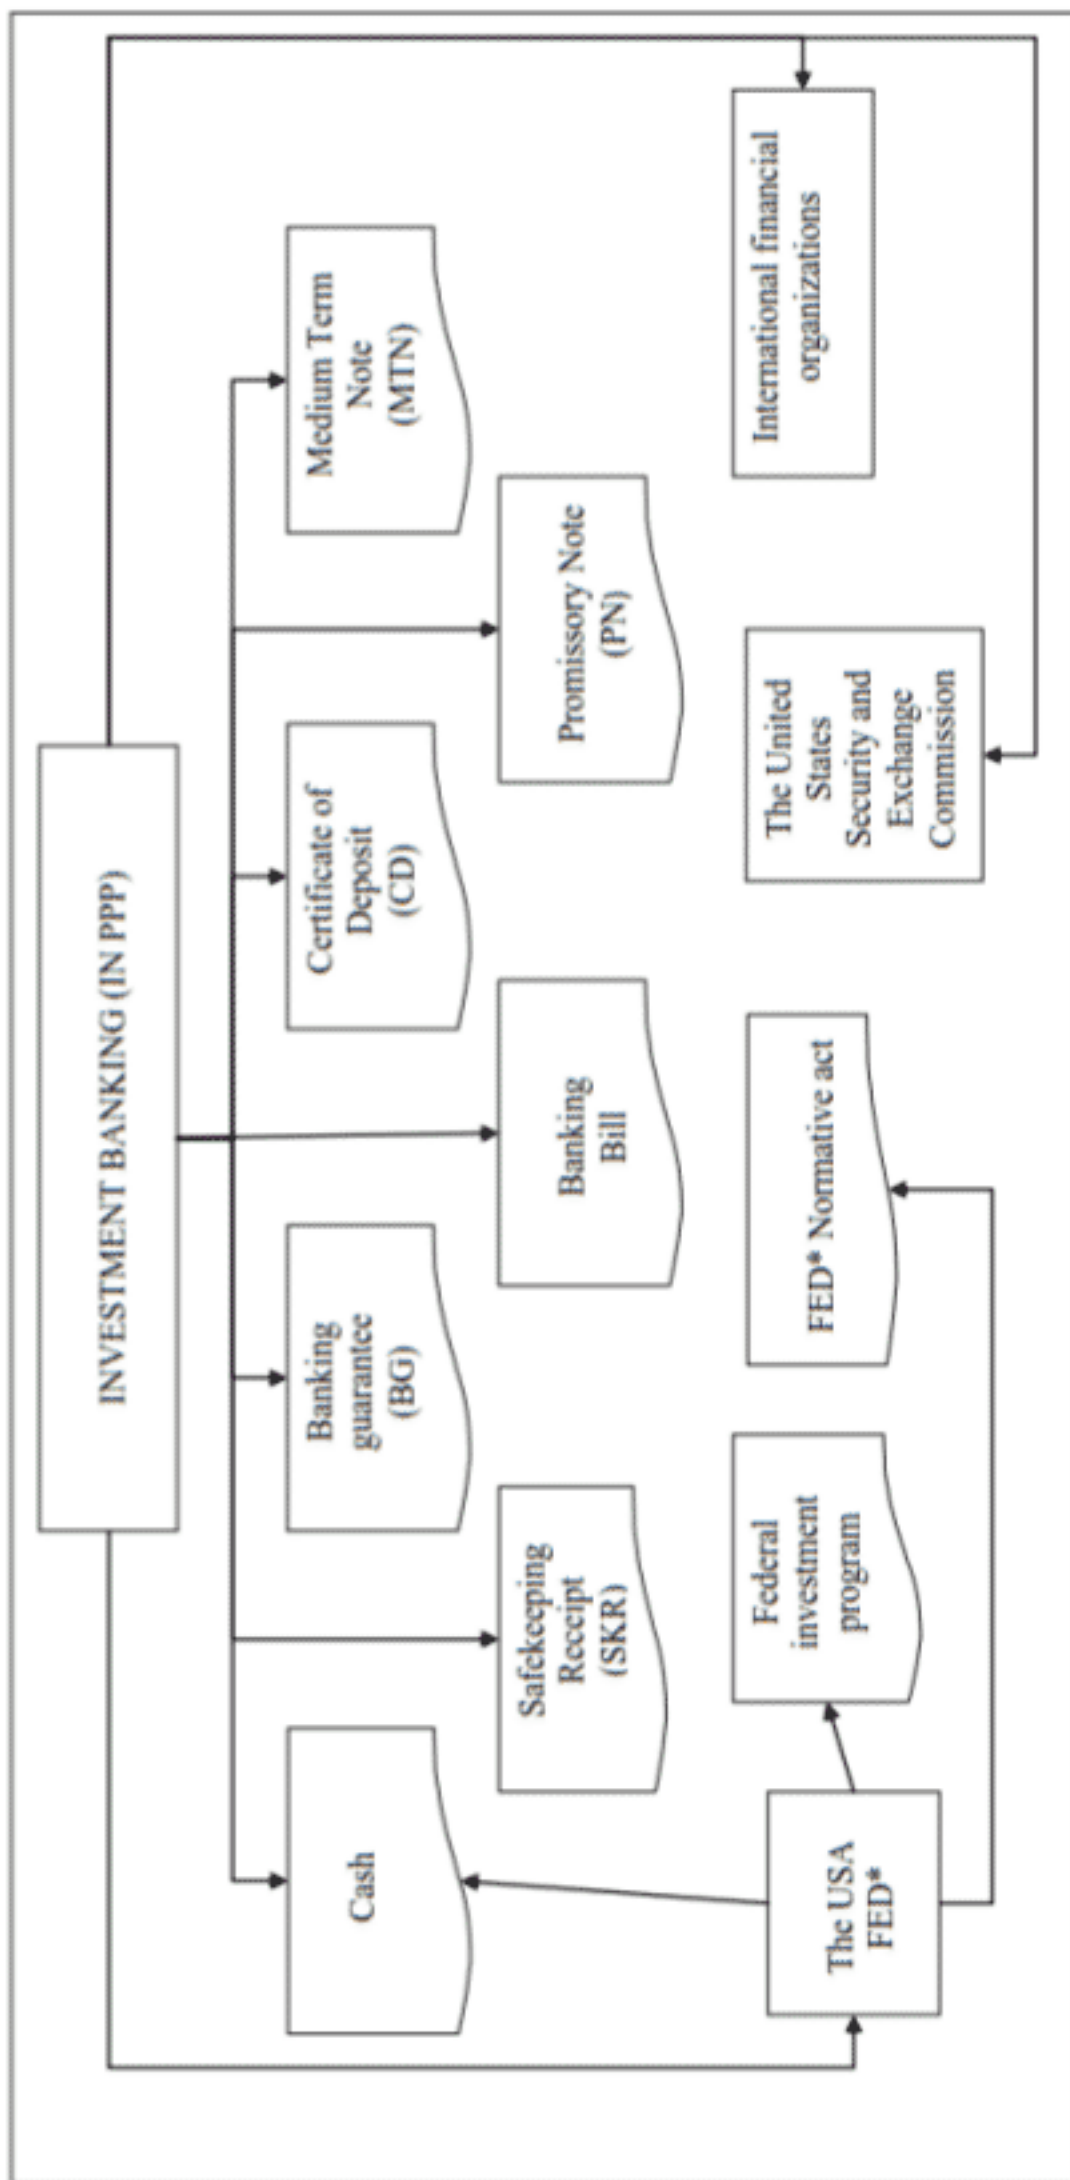 INVESTMENT BANKING (IN PPP)
Cash
Banking
guarantee
(BG)
Certificate of
Deposit
(CD)
Medium Term
Note
(MTN)
Safekeeping
Receipt
(SKR)
Banking
Bill
Promissory Note
(PN)
The USA
FED*
Federal
investment
program
FED* Normative act
The United
States
Security and
Exchange
Commission
International financial
organizations